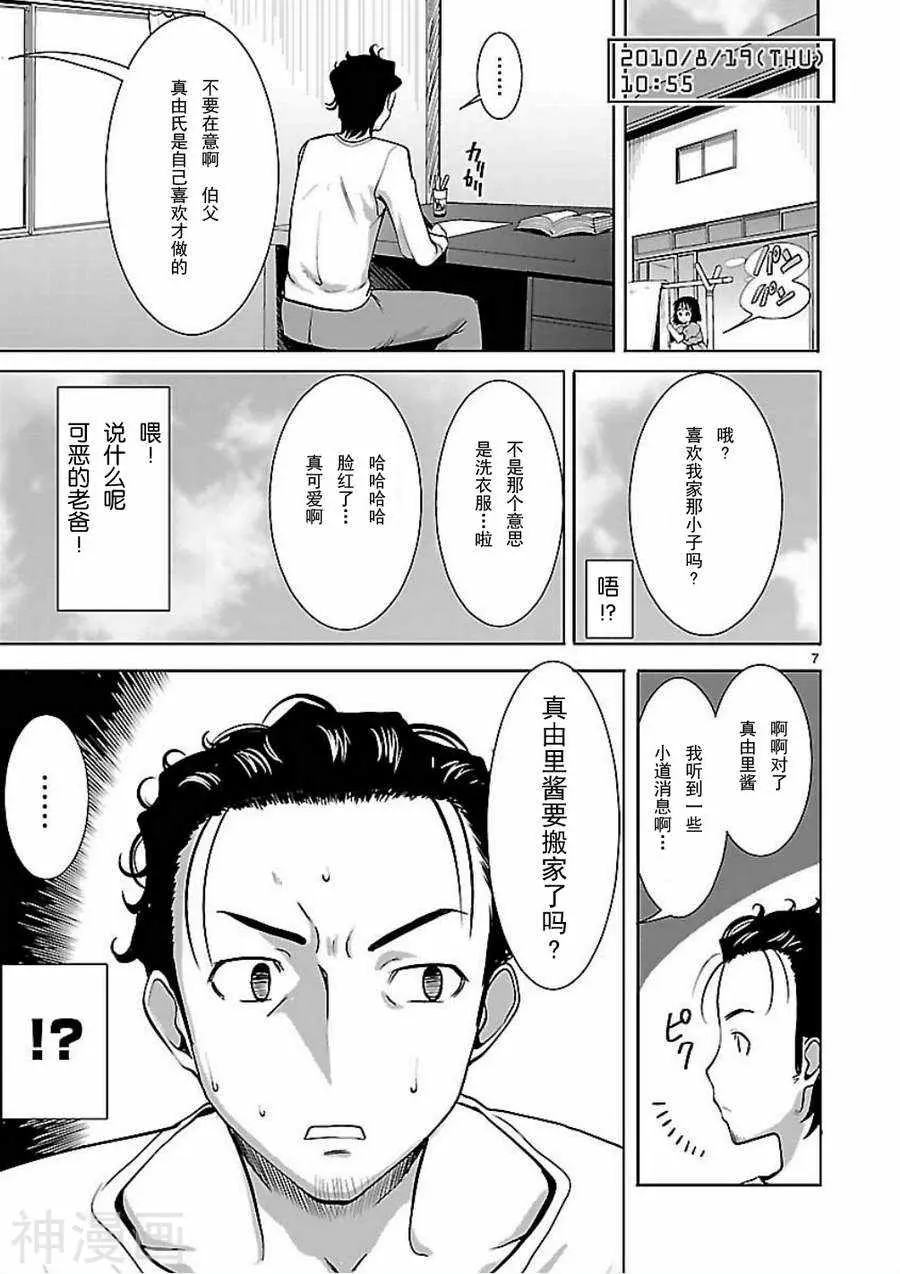 2010/8/19(THU)
10:55
パン
パン
……
不要在意啊　伯父
真由氏是自己喜欢才做的
哦？
喜欢我家那小子吗？
唔
!?
不是那个意思
是洗衣服…啦
哈哈哈哈
脸红了…
真可爱啊
喂！
说什么呢
可恶的老爸！
7
啊啊对了
真由里酱
我听到一些
小道消息啊…
ピク
真由里酱要搬家了吗？
……
!?
神漫画